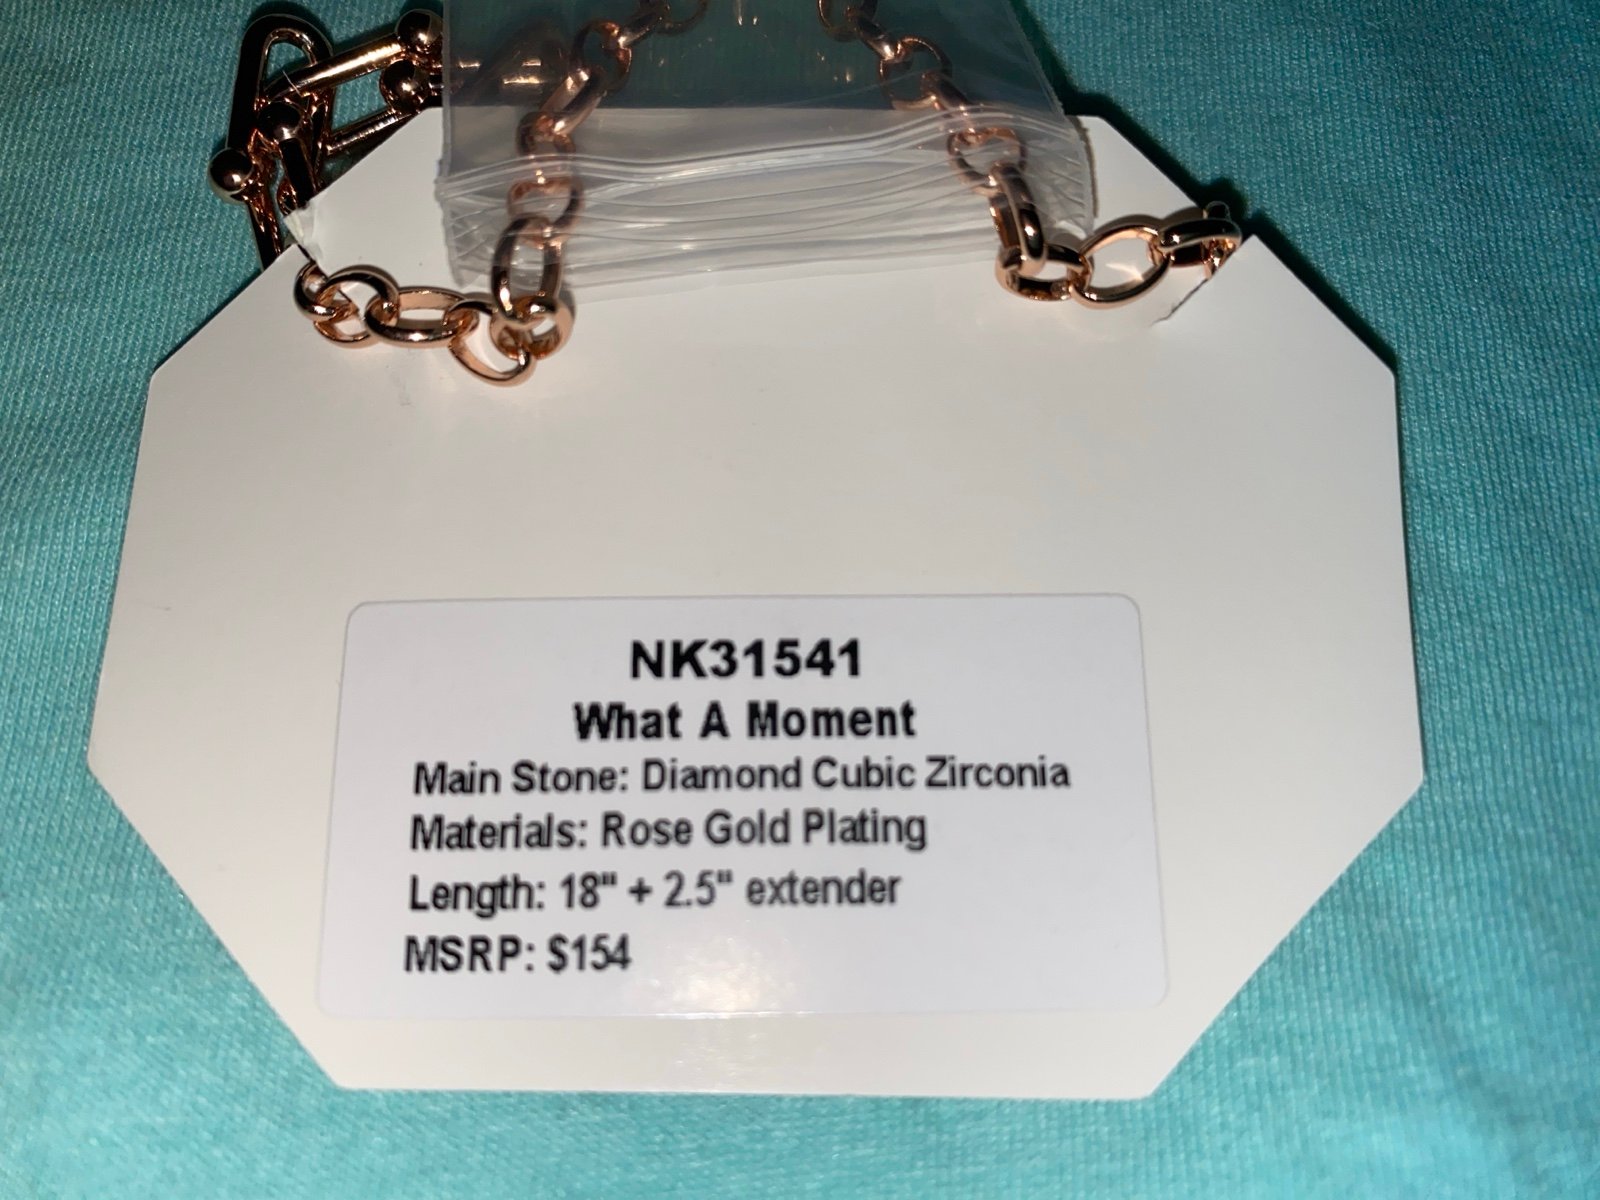 NK31541
What A Moment
Main Stone: Diamond Cubic Zirconia
Materials: Rose Gold Plating
Length: 18" + 2.5" extender
MSRP: $154